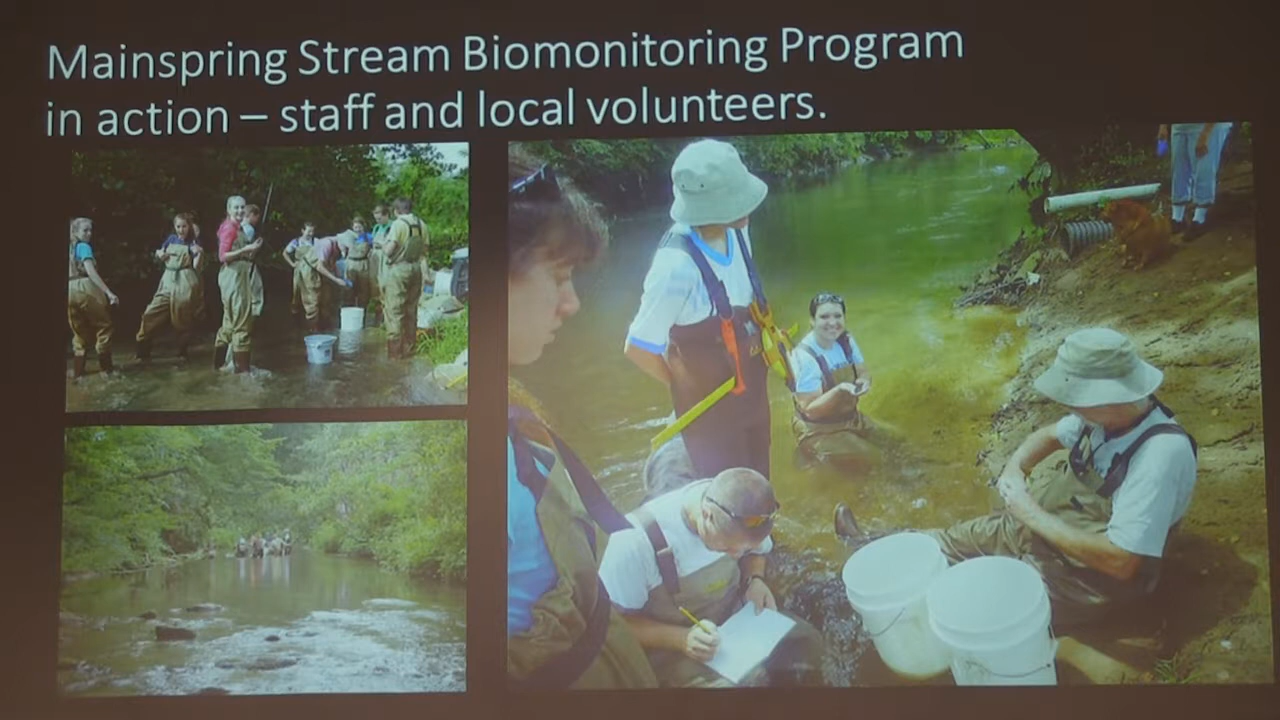 Mainspring Stream Biomonitoring Program
in action – staff and local volunteers.